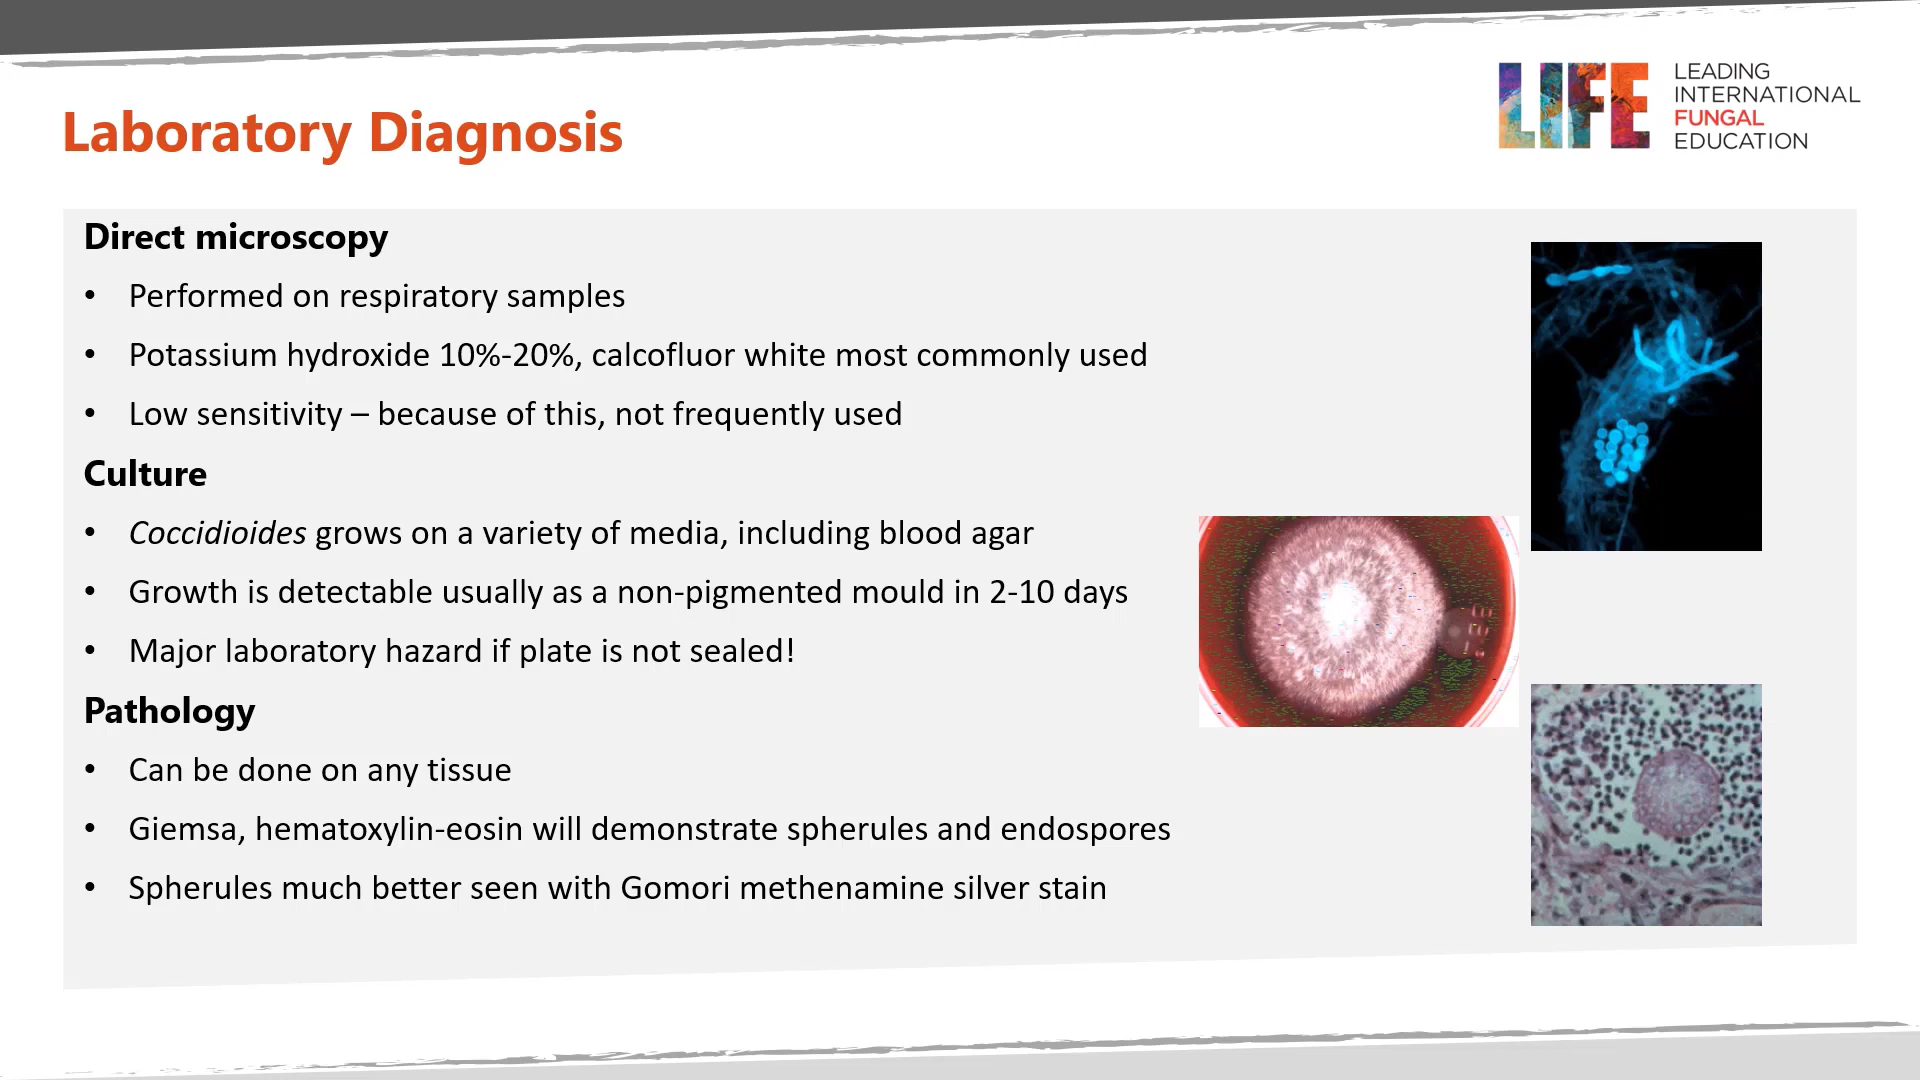 LIFE
LEADING
INTERNATIONAL
FUNGAL
EDUCATION
Laboratory Diagnosis
Direct microscopy
• Performed on respiratory samples
• Potassium hydroxide 10%-20%, calcofluor white most commonly used
• Low sensitivity – because of this, not frequently used
Culture
• Coccidioides grows on a variety of media, including blood agar
• Growth is detectable usually as a non-pigmented mould in 2-10 days
• Major laboratory hazard if plate is not sealed!
Pathology
• Can be done on any tissue
• Giemsa, hematoxylin-eosin will demonstrate spherules and endospores
• Spherules much better seen with Gomori methenamine silver stain